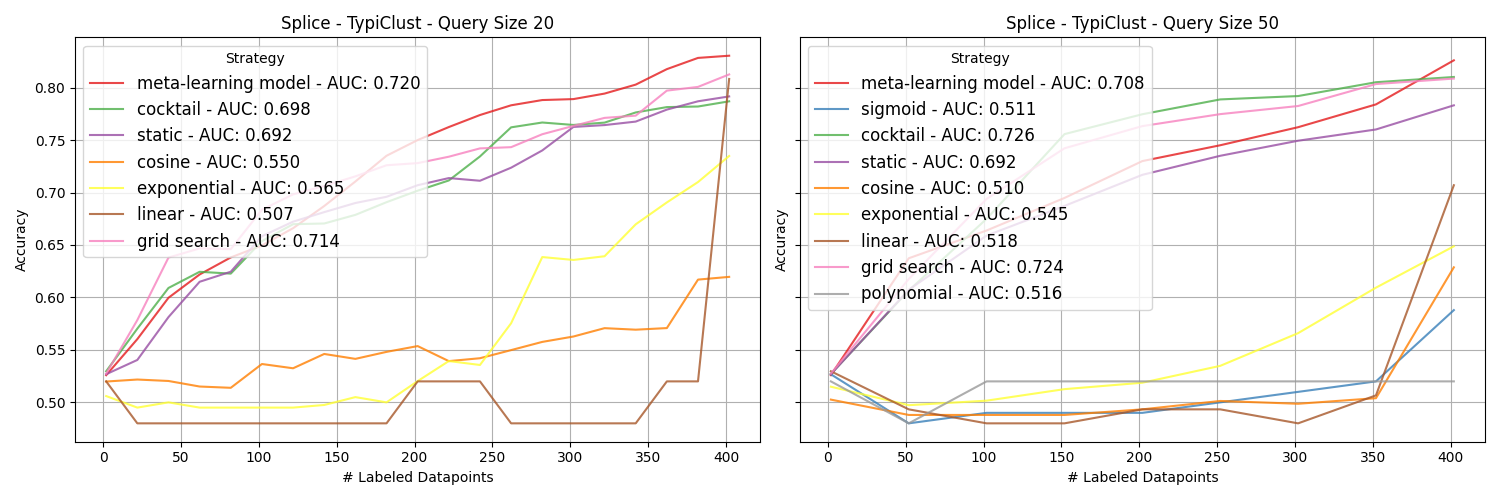 Splice - TypiClust - Query Size 20
Strategy
meta-learning model - AUC: 0.720
cocktail - AUC: 0.698
static - AUC: 0.692
cosine - AUC: 0.550
exponential - AUC: 0.565
linear - AUC: 0.507
grid search - AUC: 0.714
Accuracy
0.80
0.75
0.70
0.65
0.60
0.55
0.50
0 50 100 150 200 250 300 350 400
# Labeled Datapoints
Splice - TypiClust - Query Size 50
Strategy
meta-learning model - AUC: 0.708
sigmoid - AUC: 0.511
cocktail - AUC: 0.726
static - AUC: 0.692
cosine - AUC: 0.510
exponential - AUC: 0.545
linear - AUC: 0.518
grid search - AUC: 0.724
polynomial - AUC: 0.516
Accuracy
0 50 100 150 200 250 300 350 400
# Labeled Datapoints